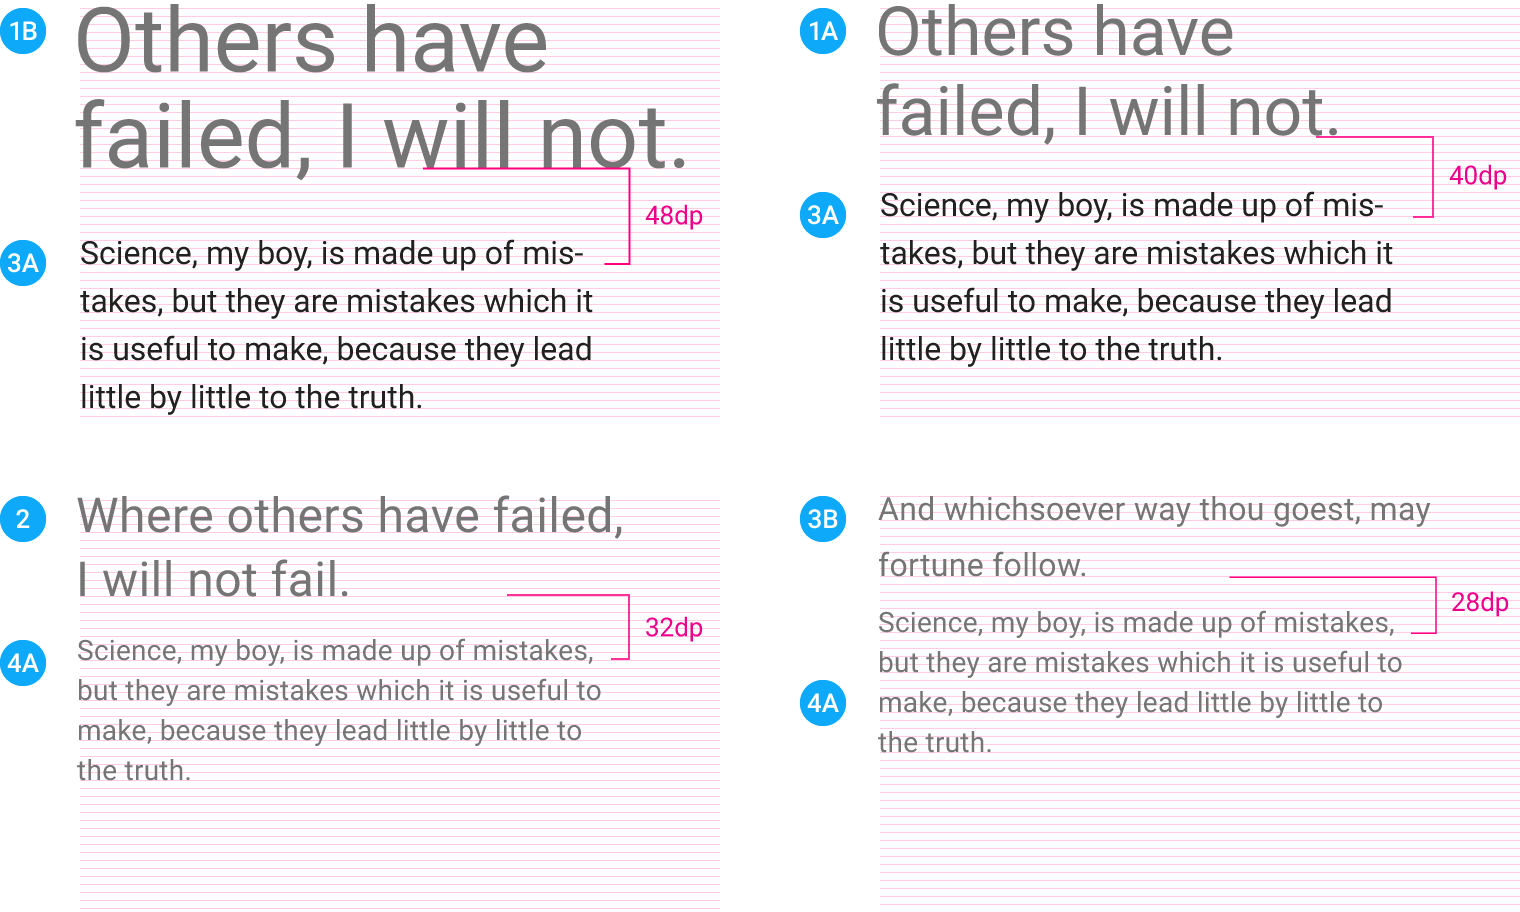 1B
Others have
failed, I will not.
48dp
3A
Science, my boy, is made up of mis-
takes, but they are mistakes which it
is useful to make, because they lead
little by little to the truth.
1A
Others have
failed, I will not.
40dp
3A
Science, my boy, is made up of mis-
takes, but they are mistakes which it
is useful to make, because they lead
little by little to the truth.
2
Where others have failed,
I will not fail.
32dp
4A
Science, my boy, is made up of mistakes,
but they are mistakes which it is useful to
make, because they lead little by little to
the truth.
3B
And whichsoever way thou goest, may
fortune follow.
28dp
Science, my boy, is made up of mistakes,
but they are mistakes which it is useful to
4A
make, because they lead little by little to
the truth.